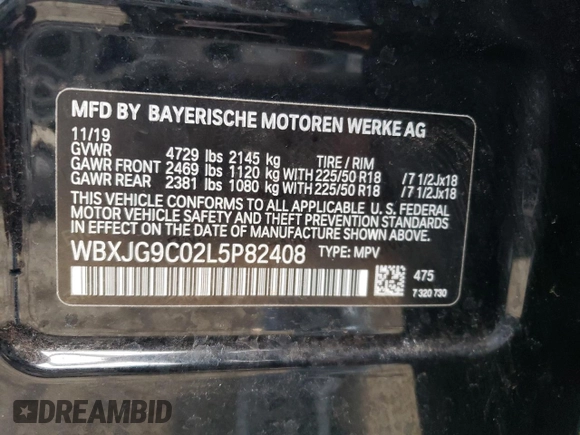 MFD BY BAYERISCHE MOTOREN WERKE AG
11/19
GVWR 4729 lbs 2145 kg TIRE / RIM
GAWR FRONT 2469 lbs 1120 kg WITH 225/50 R18 /7 1/2Jx18
GAWR REAR 2381 lbs 1080 kg WITH 225/50 R18 /7 1/2Jx18
THIS VEHICLE CONFORMS TO ALL APPLICABLE U.S. FEDERAL
MOTOR VEHICLE SAFETY AND THEFT PREVENTION STANDARDS
IN EFFECT ON THE DATE OF MANUFACTURE SHOWN ABOVE.
WBXJG9C02L5P82408 TYPE: MPV
475
7 320 730
DREAMBID